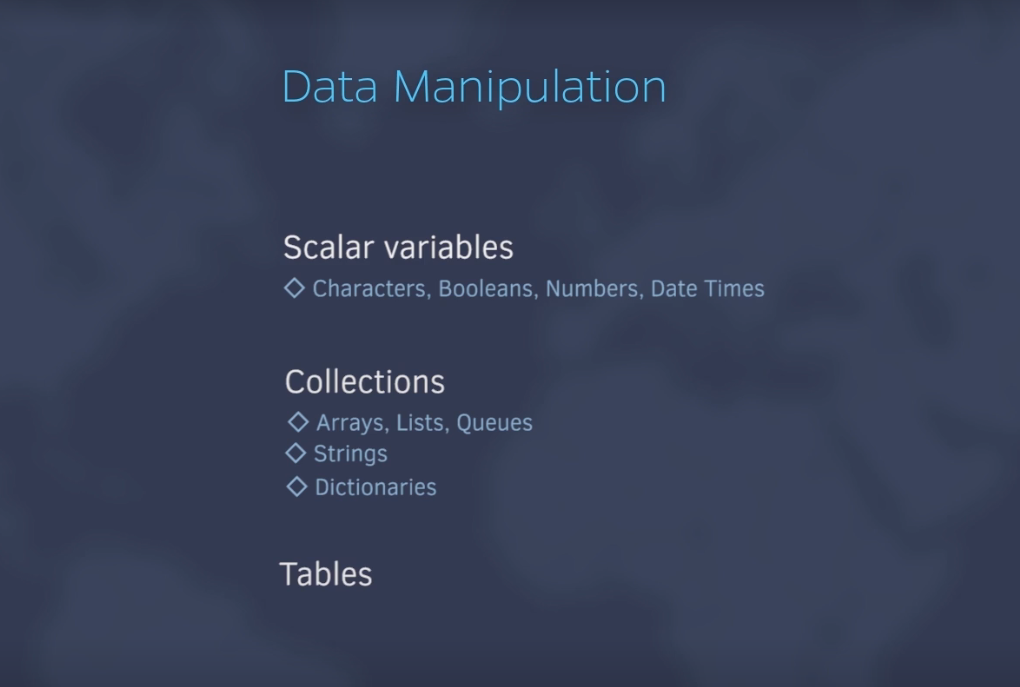 Data Manipulation
Scalar variables
◇ Characters, Booleans, Numbers, Date Times
Collections
◇ Arrays, Lists, Queues
◇ Strings
◇ Dictionaries
Tables